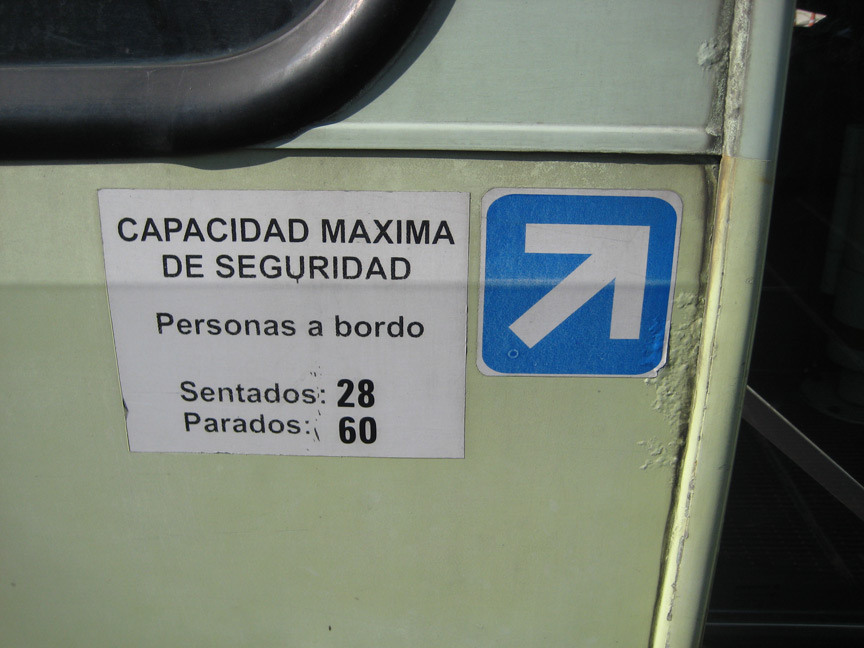 CAPACIDAD MAXIMA
DE SEGURIDAD
Personas a bordo
Sentados: 28
Parados: 60